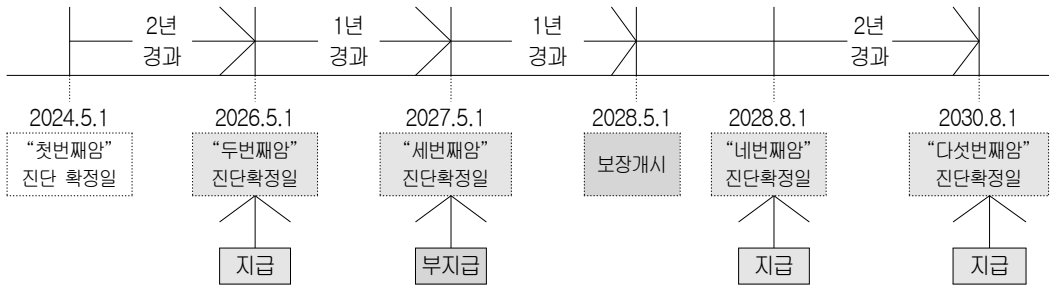 2년
경과
1년
경과
1년
경과
2년
경과
2024.5.1
2026.5.1
2027.5.1
2028.5.1
2028.8.1
2030.8.1
“첫번째암”
진단 확정일
“두번째암”
진단확정일
“세번째암”
진단확정일
보장개시
“네번째암”
진단확정일
“다섯번째암”
진단확정일
지급
부지급
지급
지급